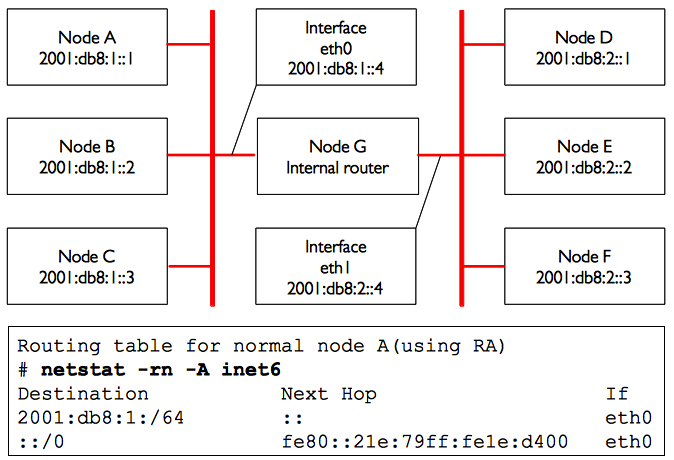 Node A
2001:db8:1::1
Interface
eth0
2001:db8:1::4
Node D
2001:db8:2::1
Node B
2001:db8:1::2
Node G
Internal router
Node E
2001:db8:2::2
Node C
2001:db8:1::3
Interface
eth1
2001:db8:2::4
Node F
2001:db8:2::3
Routing table for normal node A(using RA)
# netstat -rn -A inet6
Destination Next Hop If
2001:db8:1:/64 :: eth0
::/0 fe80::21e:79ff:fe1e:d400 eth0